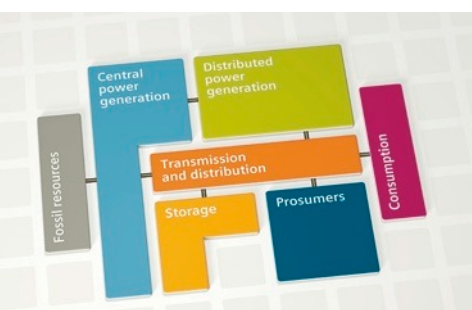 Central
power
generation
Distributed
power
generation
Fossil resources
Transmission
and distribution
Consumption
Storage
Prosumers